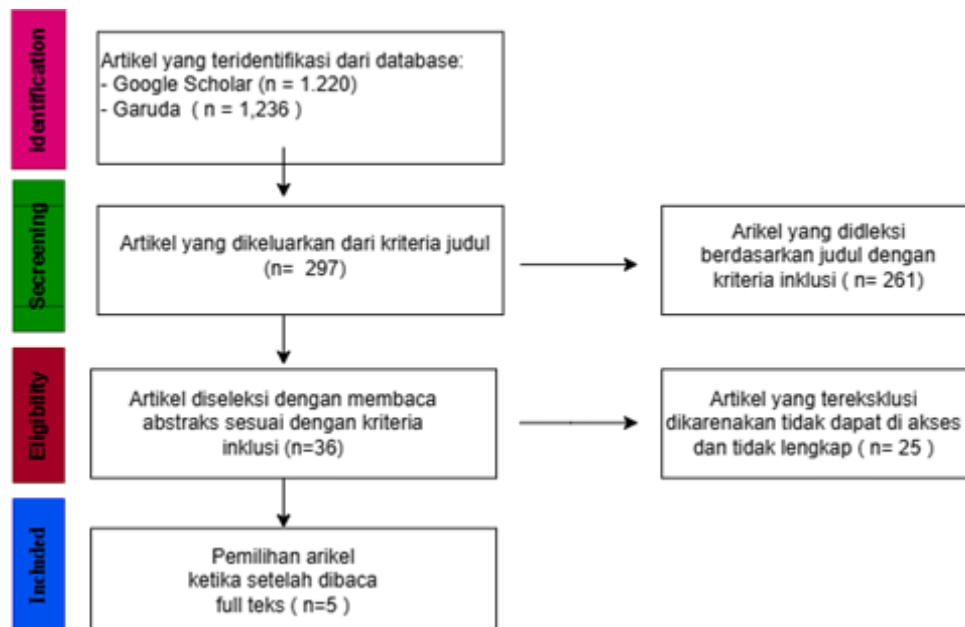 identification
Artikel yang teridentifikasi dari database:
- Google Scholar (n = 1.220)
- Garuda ( n = 1,236 )
Secreening
Artikel yang dikeluarkan dari kriteria judul
(n= 297)
Arikel yang didleksi
berdasarkan judul dengan
kriteria inklusi ( n= 261)
Eligibility
Artikel diseleksi dengan membaca
abstraks sesuai dengan kriteria
inklusi (n=36)
Artikel yang tereksklusi
dikarenakan tidak dapat di akses
dan tidak lengkap ( n= 25 )
Included
Pemilihan arikel
ketika setelah dibaca
full teks ( n=5 )